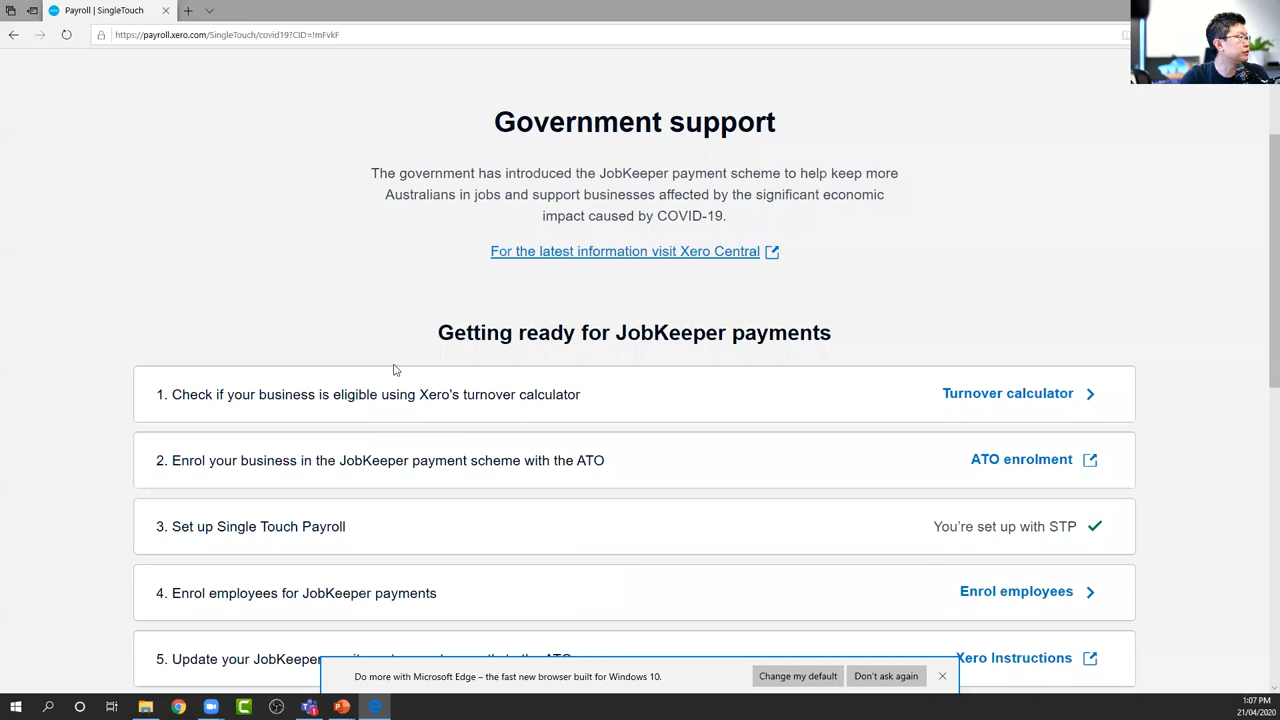 Payroll | SingleTouch
https://payroll.xero.com/SingleTouch/covid19?CID=!mFvkF
Government support
The government has introduced the JobKeeper payment scheme to help keep more
Australians in jobs and support businesses affected by the significant economic
impact caused by COVID-19.
For the latest information visit Xero Central
Getting ready for JobKeeper payments
1. Check if your business is eligible using Xero's turnover calculator
Turnover calculator
2. Enrol your business in the JobKeeper payment scheme with the ATO
ATO enrolment
3. Set up Single Touch Payroll
You're set up with STP
4. Enrol employees for JobKeeper payments
Enrol employees
5. Update your JobKeeper
Xero Instructions
Do more with Microsoft Edge – the fast new browser built for Windows 10.
Change my default
Don't ask again
1:07 PM
21/04/2020